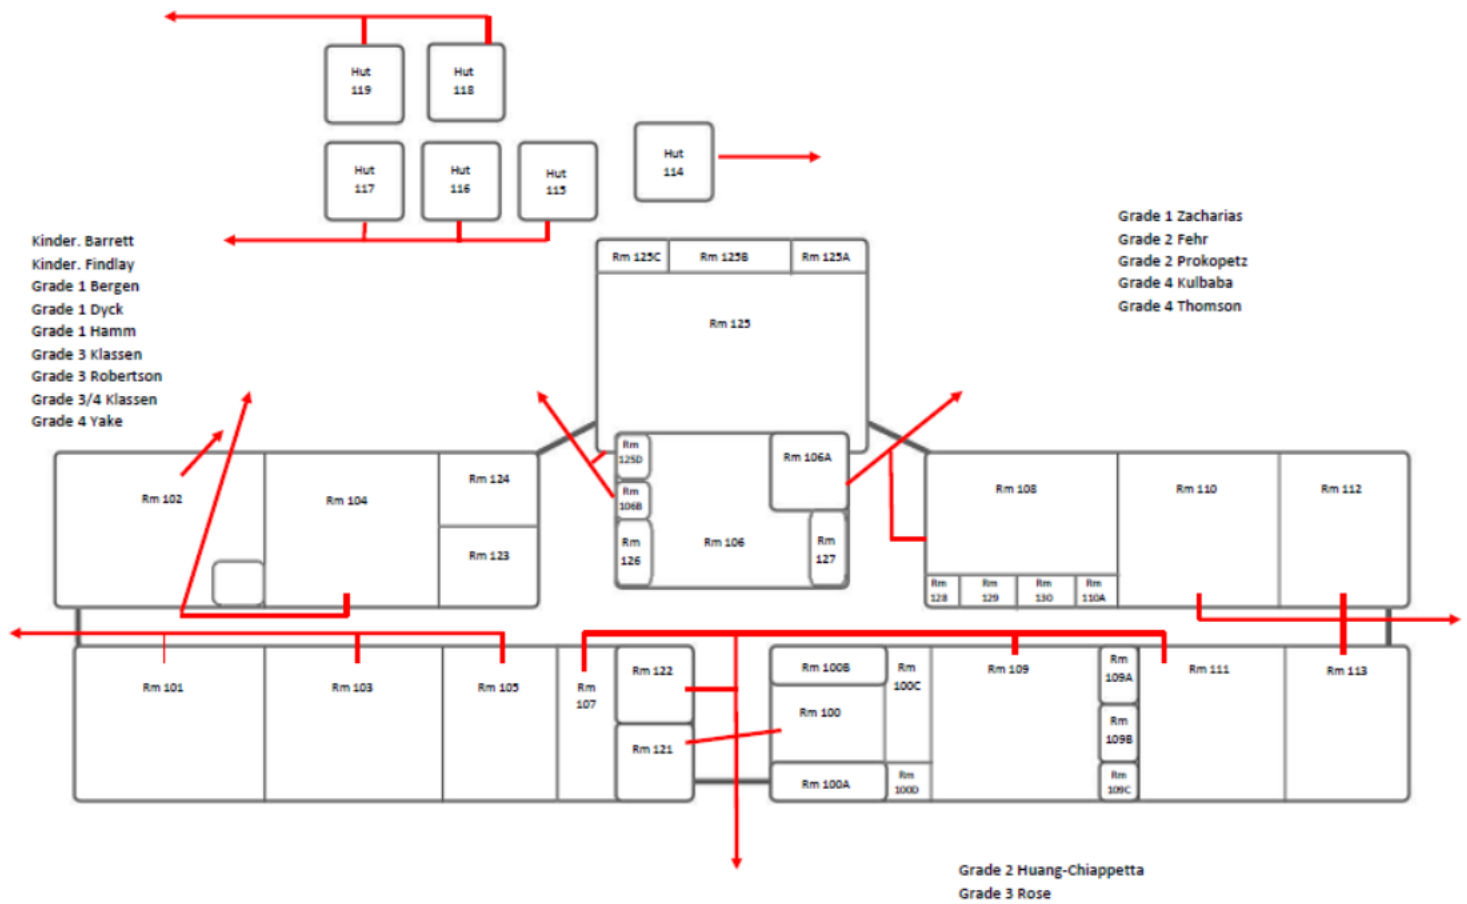 Hut
119
Hut
118
Hut
117
Hut
116
Hut
115
Hut
114
Kinder. Barrett
Kinder. Findlay
Grade 1 Bergen
Grade 1 Dyck
Grade 1 Hamm
Grade 3 Klassen
Grade 3 Robertson
Grade 3/4 Klassen
Grade 4 Yake
Grade 1 Zacharias
Grade 2 Fehr
Grade 2 Prokopetz
Grade 4 Kulbaba
Grade 4 Thomson
Rm 125C
Rm 125B
Rm 125A
Rm 125
Rm
125D
Rm 106A
Rm
106B
Rm
126
Rm 106
Rm
127
Rm 102
Rm 104
Rm 124
Rm 123
Rm 108
Rm 110
Rm 112
Rm
128
Rm
129
Rm
130
Rm
110A
Rm 101
Rm 103
Rm 105
Rm
107
Rm 122
Rm 121
Rm 100B
Rm
100C
Rm 100
Rm 100A
Rm
100D
Rm 109
Rm
109A
Rm
109B
Rm
109C
Rm 111
Rm 113
Grade 2 Huang-Chiappetta
Grade 3 Rose